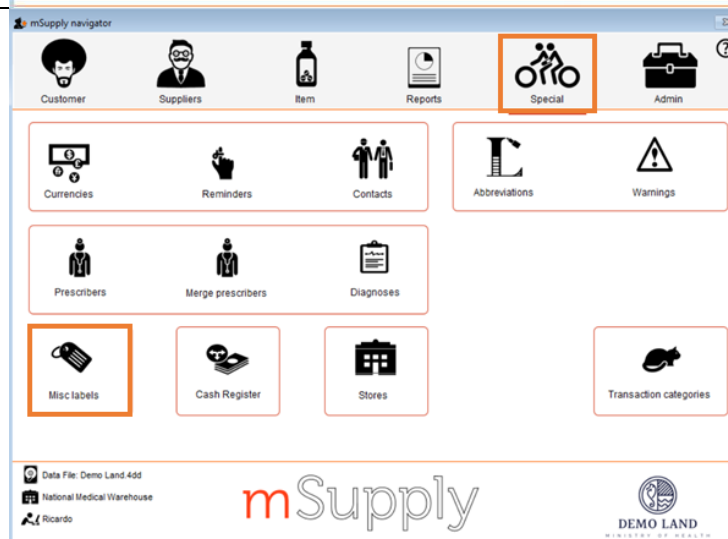 mSupply navigator
Customer
Suppliers
Item
Reports
Special
Admin
Currencies
Reminders
Contacts
Abbreviations
Warnings
Prescribers
Merge prescribers
Diagnoses
Misc labels
Cash Register
Stores
Transaction categories
Data File: Demo Land.4dd
National Medical Warehouse
Ricardo
mSupply
DEMO LAND
MINISTRY OF HEALTH